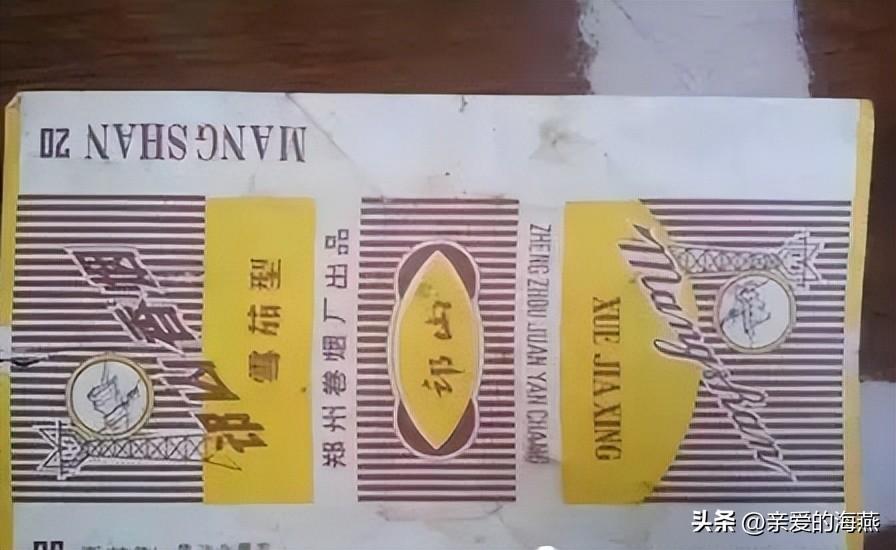 MANGSHAN 20
邙山香烟
雪茄型
郑州卷烟厂出品
邙山
ZHENG ZHOU JUAN YAN CHANG
XUE JIA XING
Mangshan
头条 @亲爱的海燕